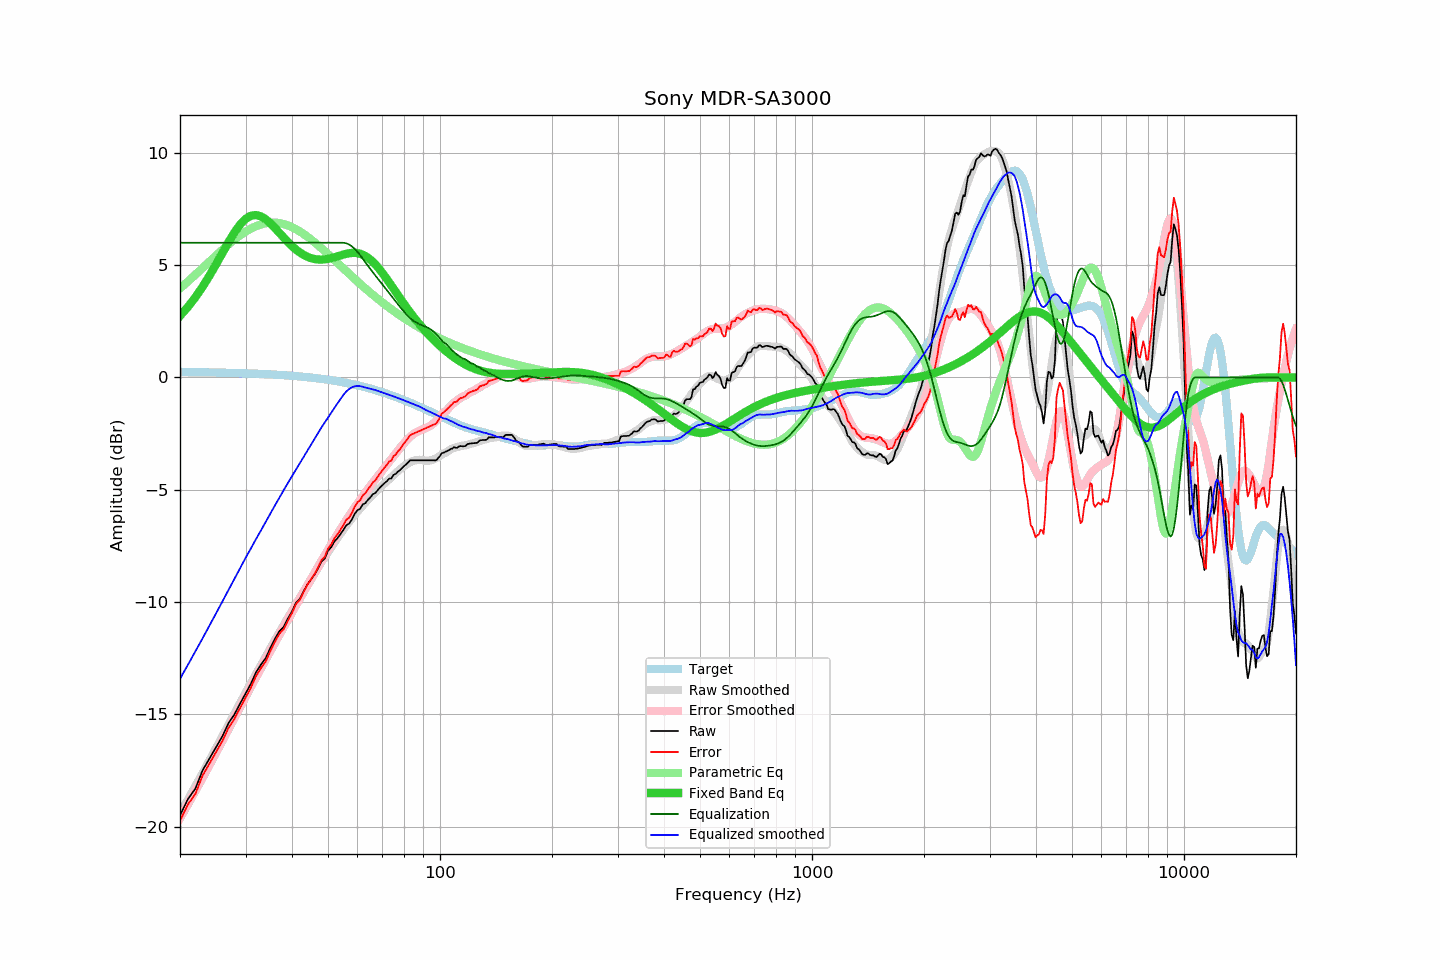 Sony MDR-SA3000
Amplitude (dBr)
10
5
0
−5
−10
−15
−20
Target
Raw Smoothed
Error Smoothed
Raw
Error
Parametric Eq
Fixed Band Eq
Equalization
Equalized smoothed
100
1000
10000
Frequency (Hz)